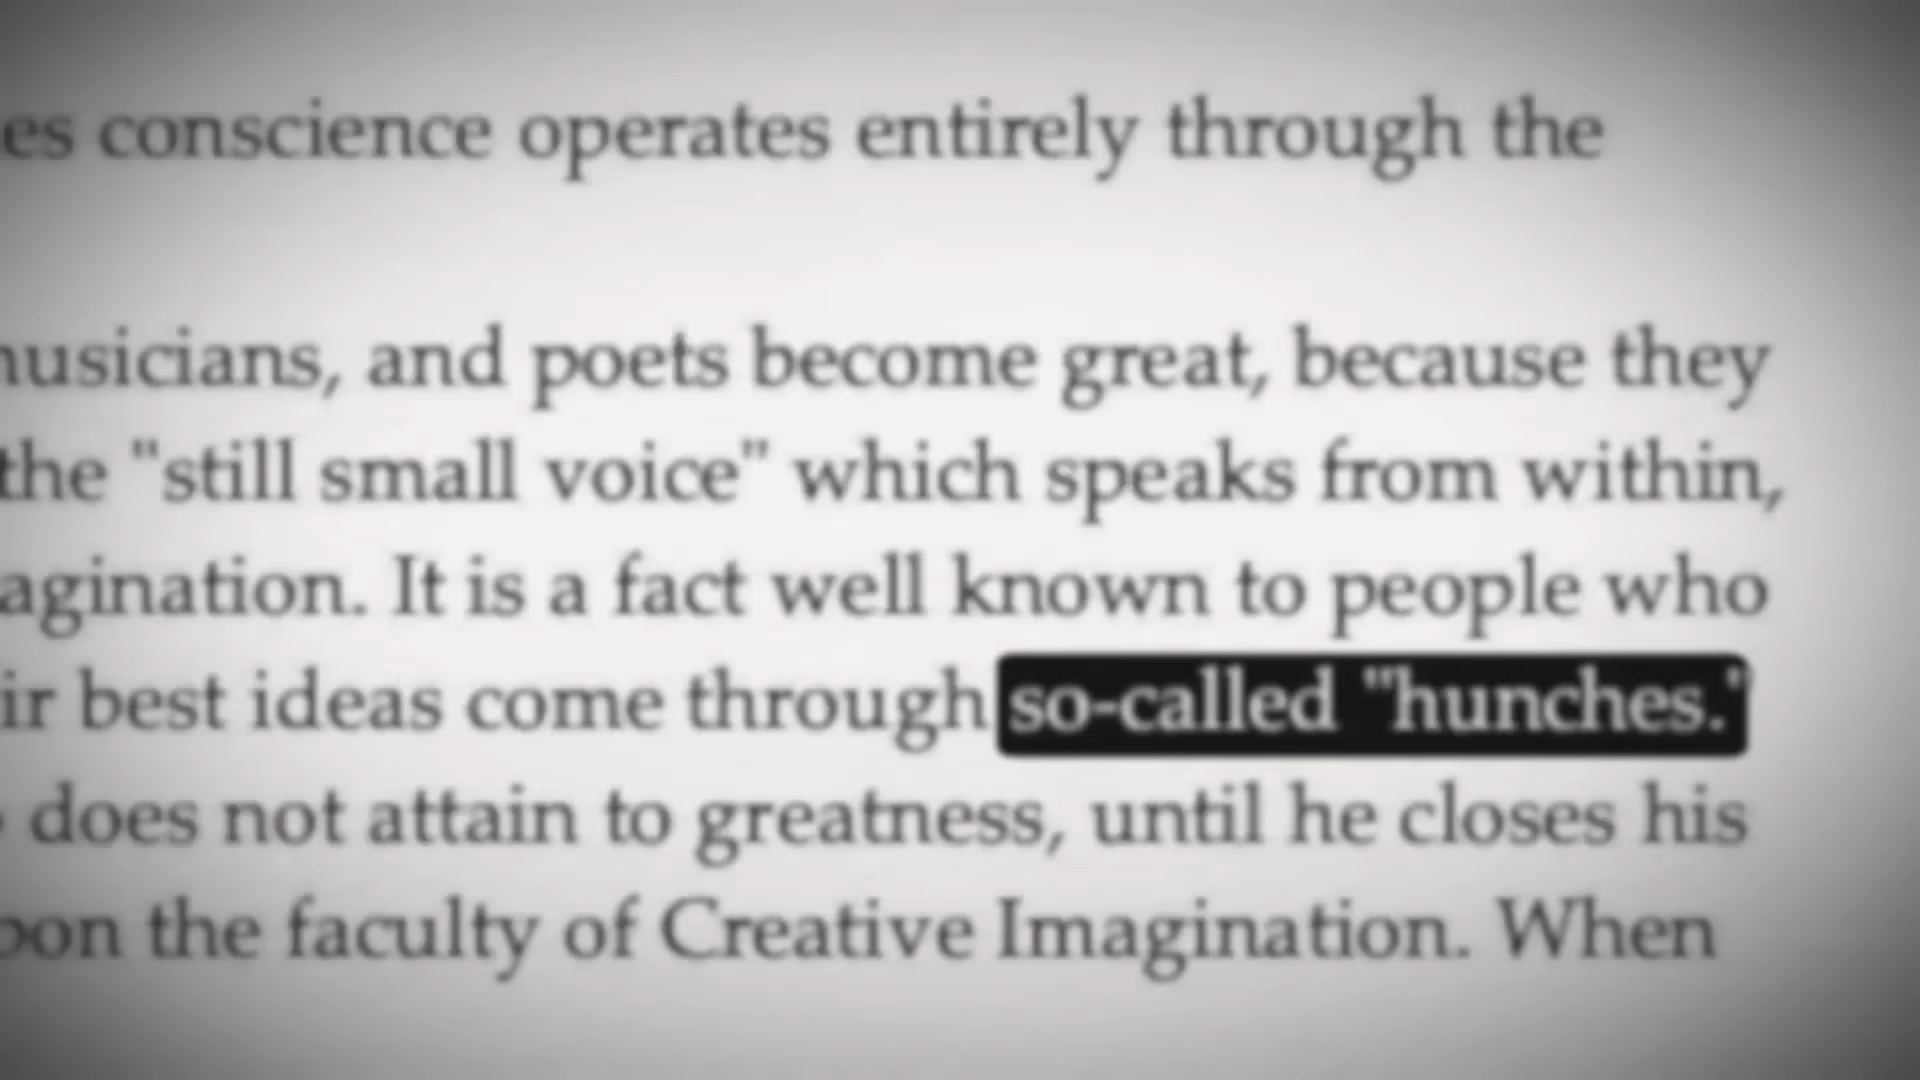 es conscience operates entirely through the
usicians, and poets become great, because they
the "still small voice" which speaks from within,
agination. It is a fact well known to people who
ir best ideas come through so-called "hunches."
does not attain to greatness, until he closes his
pon the faculty of Creative Imagination. When